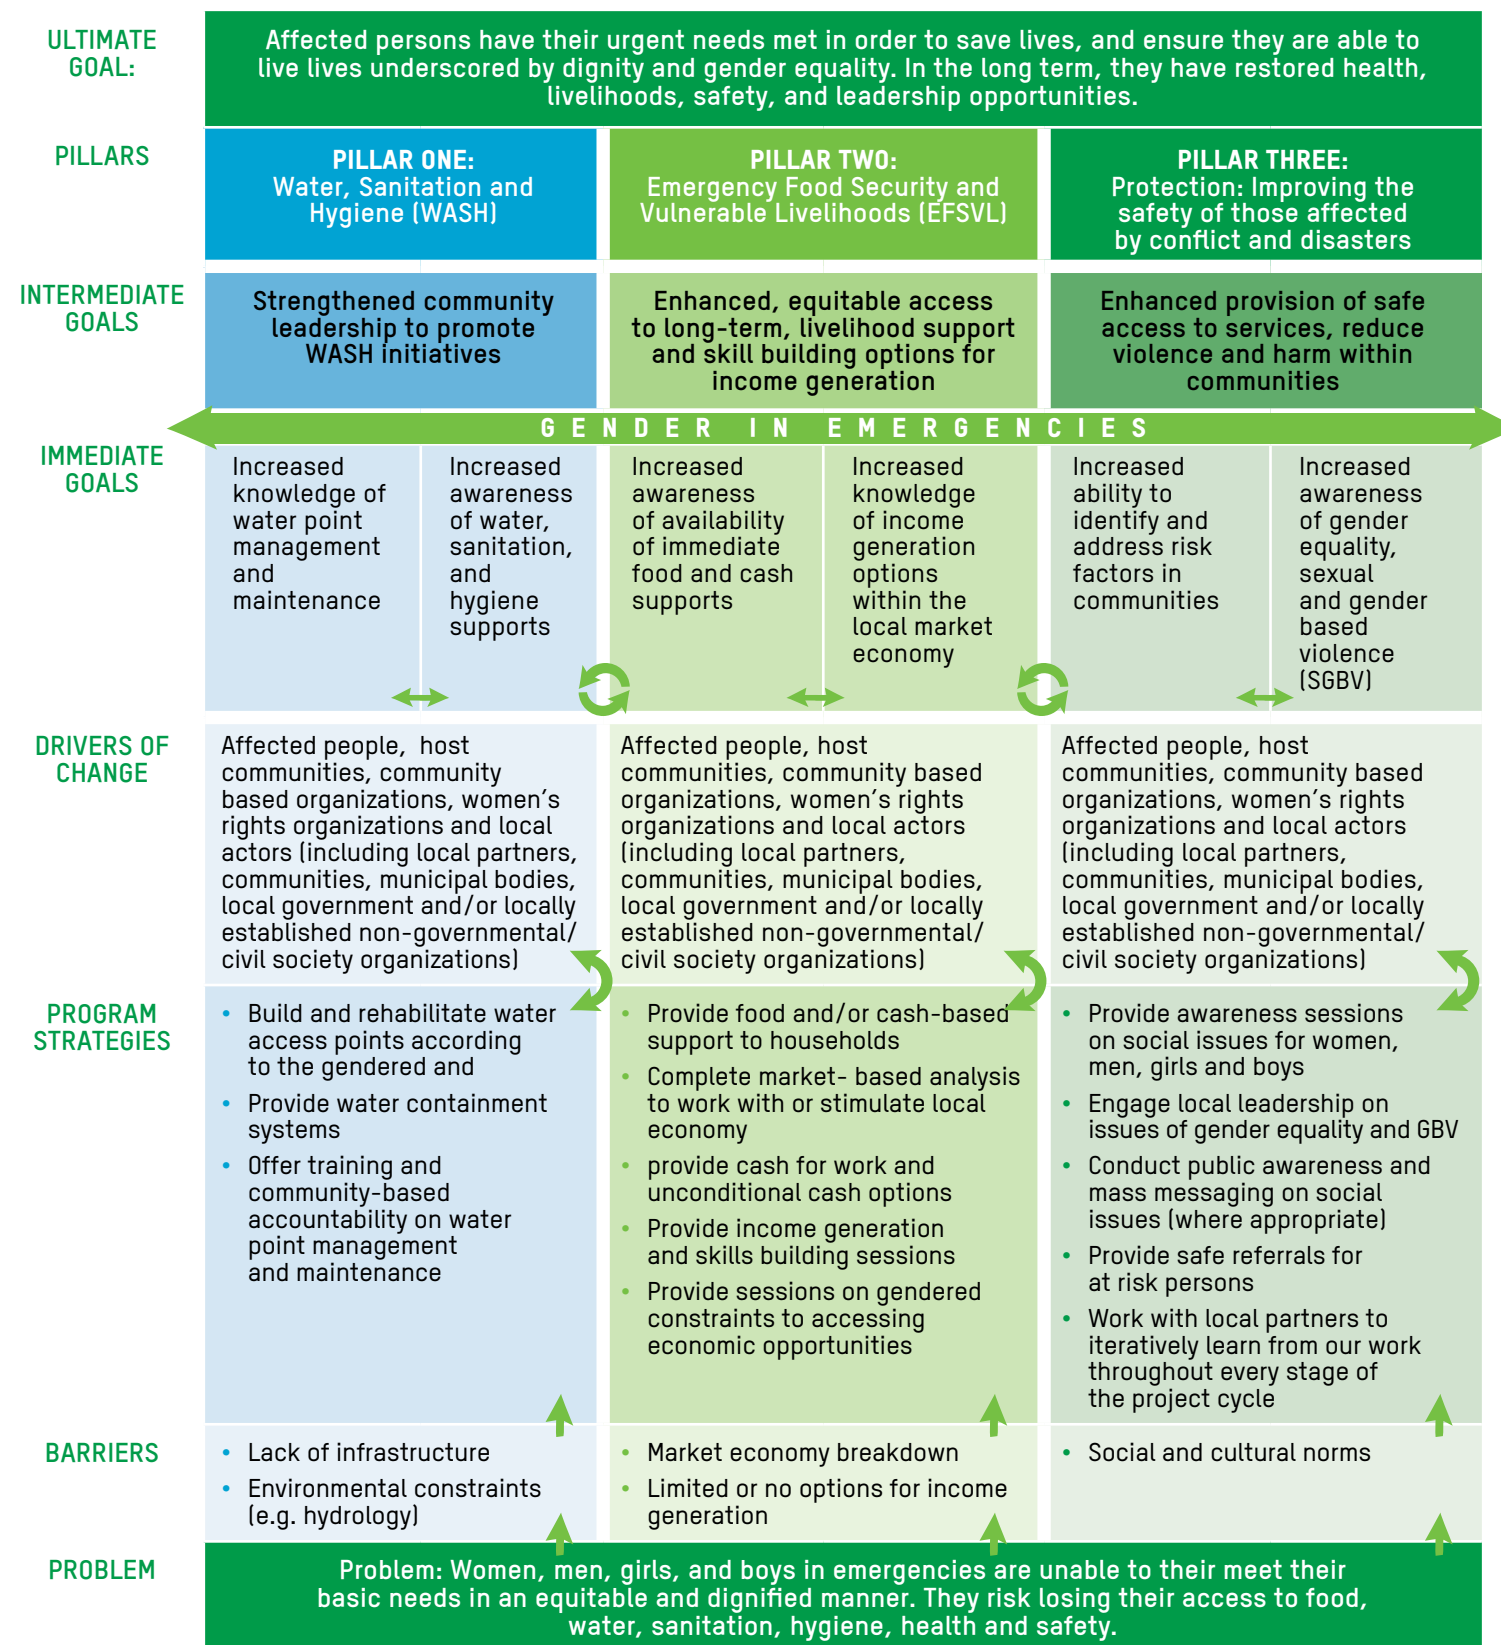 ULTIMATE
GOAL:
Affected persons have their urgent needs met in order to save lives, and ensure they are able to
live lives underscored by dignity and gender equality. In the long term, they have restored health,
livelihoods, safety, and leadership opportunities.
PILLARS
PILLAR ONE:
Water, Sanitation and
Hygiene (WASH)
PILLAR TWO:
Emergency Food Security and
Vulnerable Livelihoods (EFSVL)
PILLAR THREE:
Protection: Improving the
safety of those affected
by conflict and disasters
INTERMEDIATE
GOALS
Strengthened community
leadership to promote
WASH initiatives
Enhanced, equitable access
to long-term, livelihood support
and skill building options for
income generation
Enhanced provision of safe
access to services, reduce
violence and harm within
communities
GENDER IN EMERGENCIES
IMMEDIATE
GOALS
Increased
knowledge of
water point
management
and
maintenance
Increased
awareness
of water,
sanitation,
and
hygiene
supports
Increased
awareness
of availability
of immediate
food and cash
supports
Increased
knowledge
of income
generation
options
within the
local market
economy
Increased
ability to
identify and
address risk
factors in
communities
Increased
awareness
of gender
equality,
sexual
and gender
based
violence
(SGBV)
DRIVERS OF
CHANGE
Affected people, host
communities, community
based organizations, women's
rights organizations and local
actors (including local partners,
communities, municipal bodies,
local government and/or locally
established non-governmental/
civil society organizations)
Affected people, host
communities, community based
organizations, women's rights
organizations and local actors
(including local partners,
communities, municipal bodies,
local government and/or locally
established non-governmental/
civil society organizations)
Affected people, host
communities, community based
organizations, women's rights
organizations and local actors
(including local partners,
communities, municipal bodies,
local government and/or locally
established non-governmental/
civil society organizations)
PROGRAM
STRATEGIES
• Build and rehabilitate water
access points according
to the gendered and
• Provide water containment
systems
• Offer training and
community-based
accountability on water
point management
and maintenance
• Provide food and/or cash-based
support to households
• Complete market- based analysis
to work with or stimulate local
economy
• provide cash for work and
unconditional cash options
• Provide income generation
and skills building sessions
• Provide sessions on gendered
constraints to accessing
economic opportunities
• Provide awareness sessions
on social issues for women,
men, girls and boys
• Engage local leadership on
issues of gender equality and GBV
• Conduct public awareness and
mass messaging on social
issues (where appropriate)
• Provide safe referrals for
at risk persons
• Work with local partners to
iteratively learn from our work
throughout every stage of
the project cycle
BARRIERS
• Lack of infrastructure
• Environmental constraints
(e.g. hydrology)
• Market economy breakdown
• Limited or no options for income
generation
• Social and cultural norms
PROBLEM
Problem: Women, men, girls, and boys in emergencies are unable to their meet their
basic needs in an equitable and dignified manner. They risk losing their access to food,
water, sanitation, hygiene, health and safety.